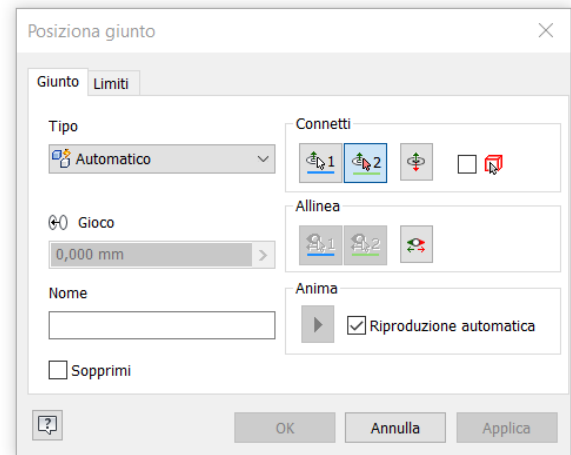 Posiziona giunto
Giunto
Limiti
Tipo
Automatico
Gioco
0,000 mm
Nome
Sopprimi
Connetti
1
2
Allinea
1
2
Anima
Riproduzione automatica
?
OK
Annulla
Applica